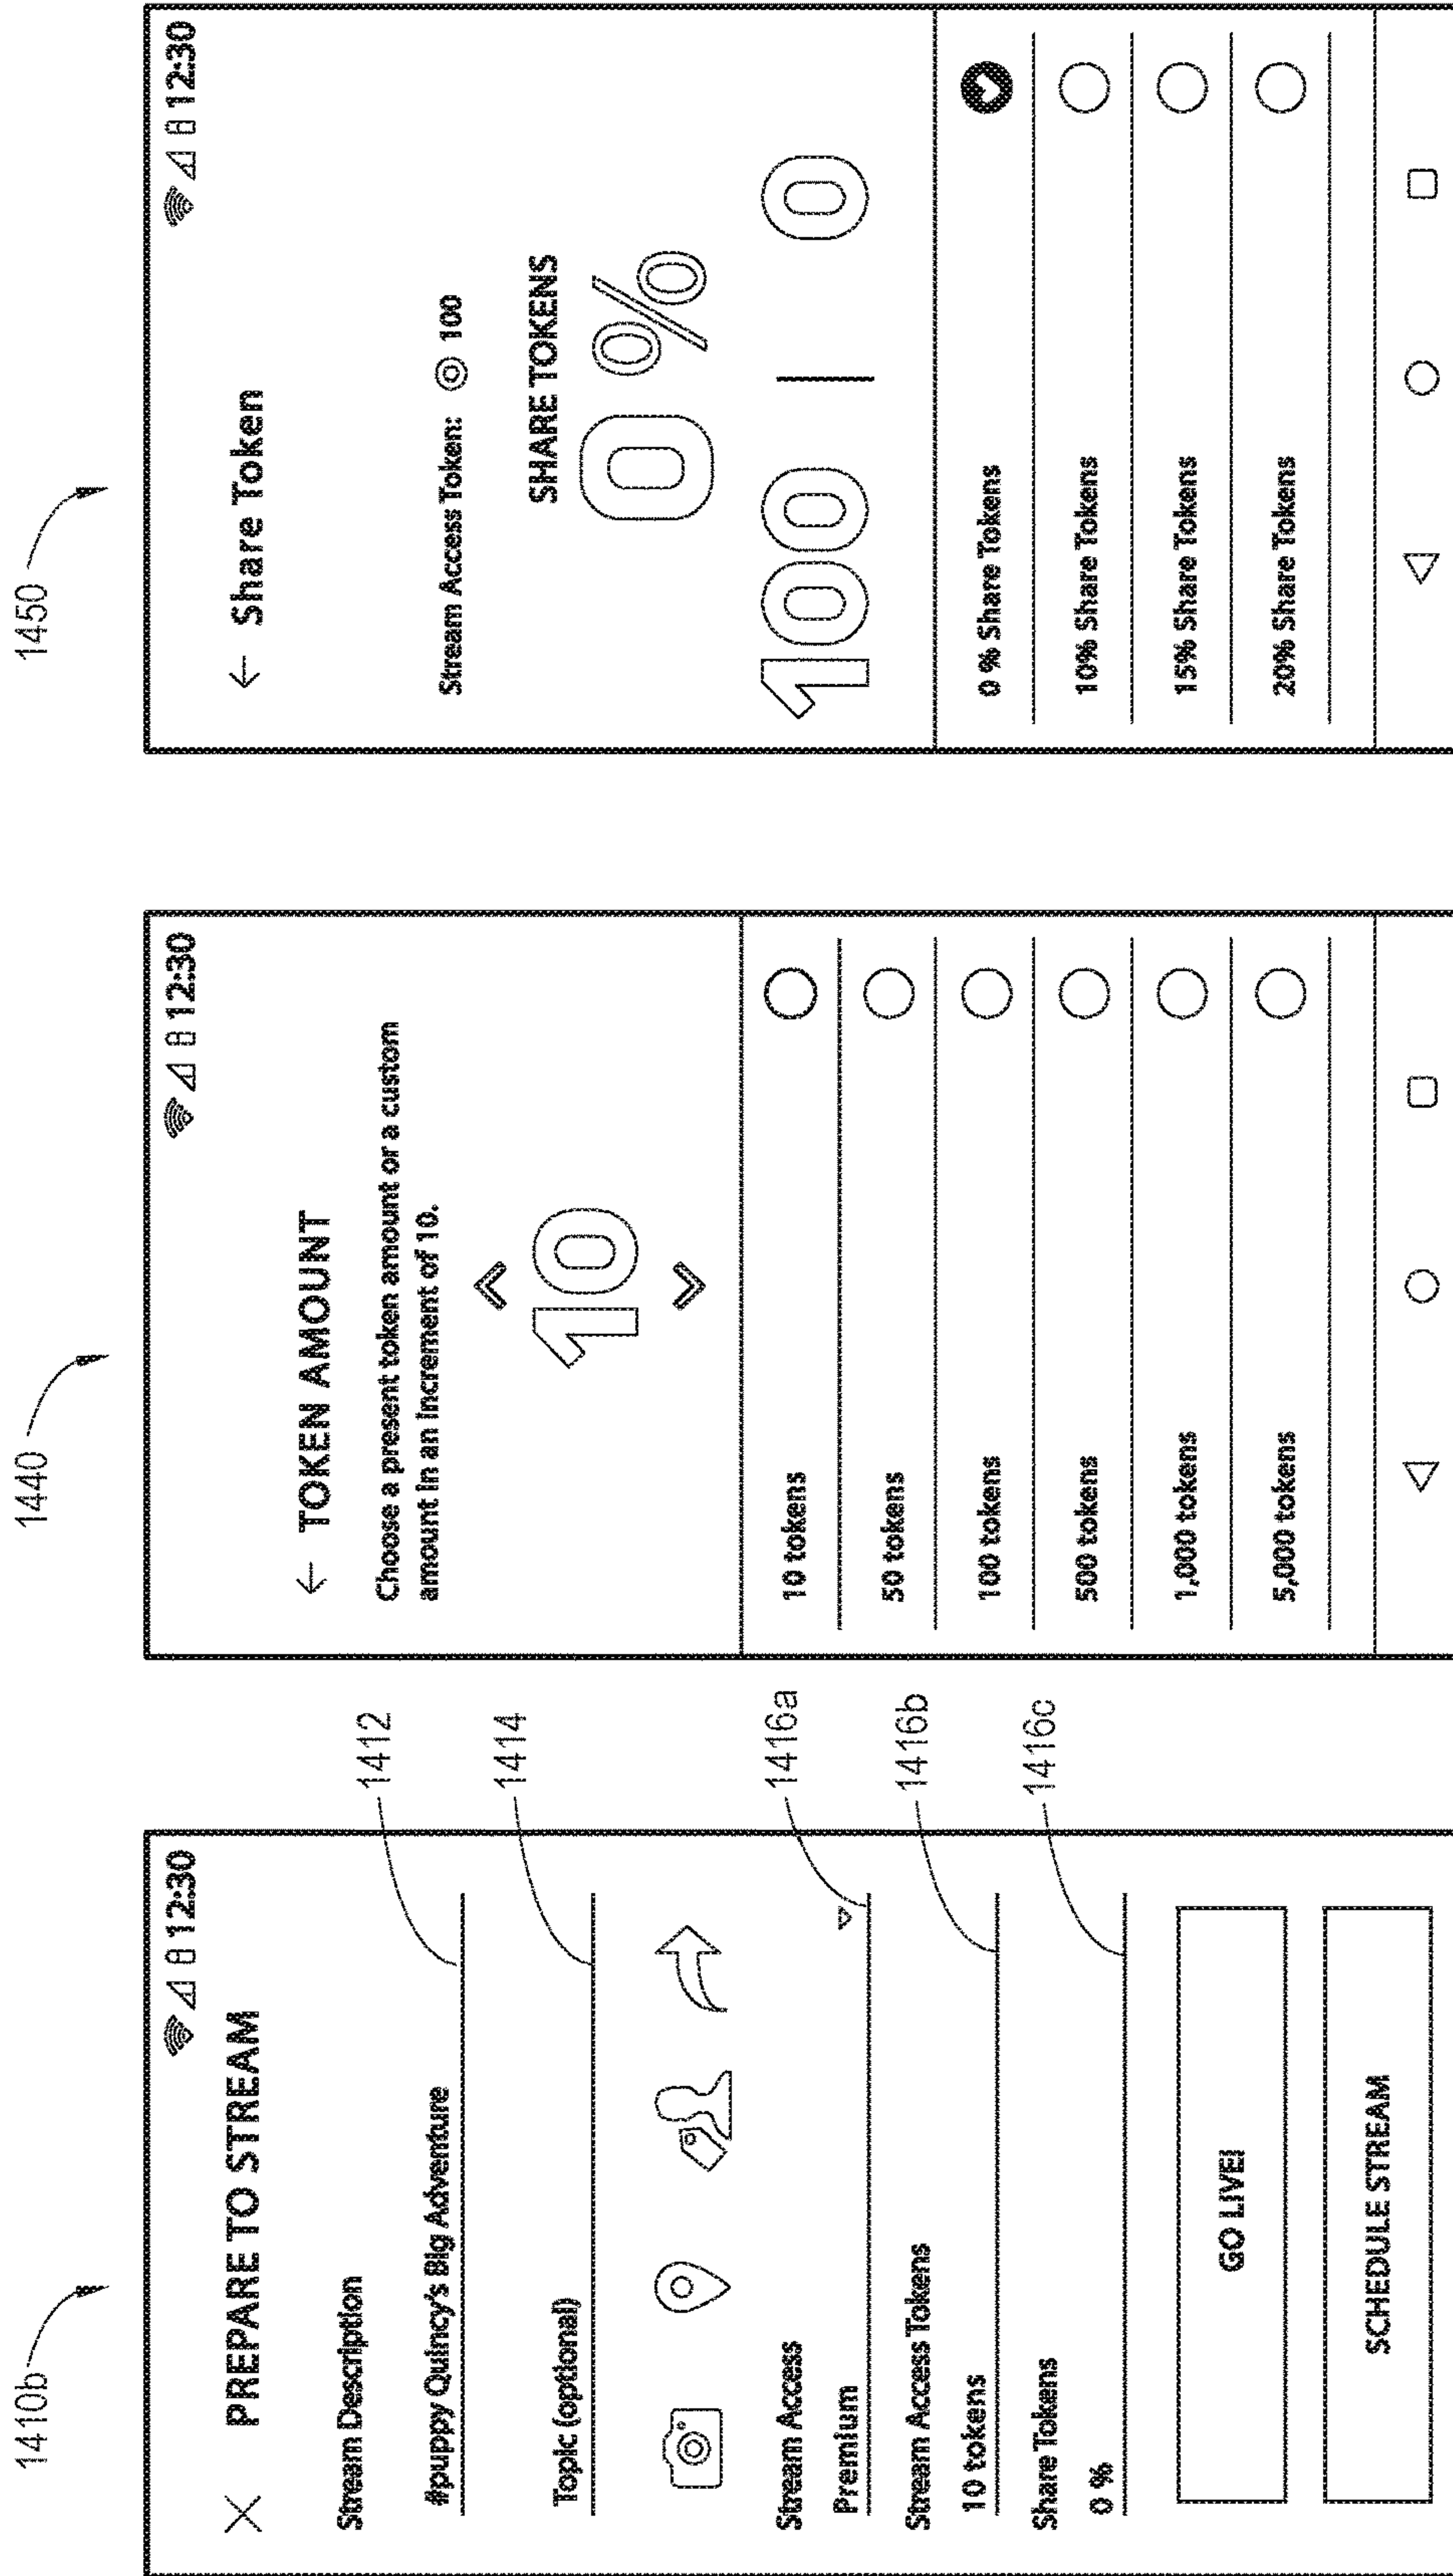 1410b
12:30
PREPARE TO STREAM
Stream Description
#puppy Quincy's Big Adventure
1412
Topic (optional)
1414
Stream Access
Premium
1416a
Stream Access Tokens
10 tokens
1416b
Share Tokens
0 %
1416c
GO LIVE!
SCHEDULE STREAM
1440
12:30
← TOKEN AMOUNT
Choose a present token amount or a custom
amount in an increment of 10.
10
10 tokens
50 tokens
100 tokens
500 tokens
1,000 tokens
5,000 tokens
1450
12:30
← Share Token
Stream Access Token: 100
SHARE TOKENS
0 %
100 | 0
0 % Share Tokens
10% Share Tokens
15% Share Tokens
20% Share Tokens